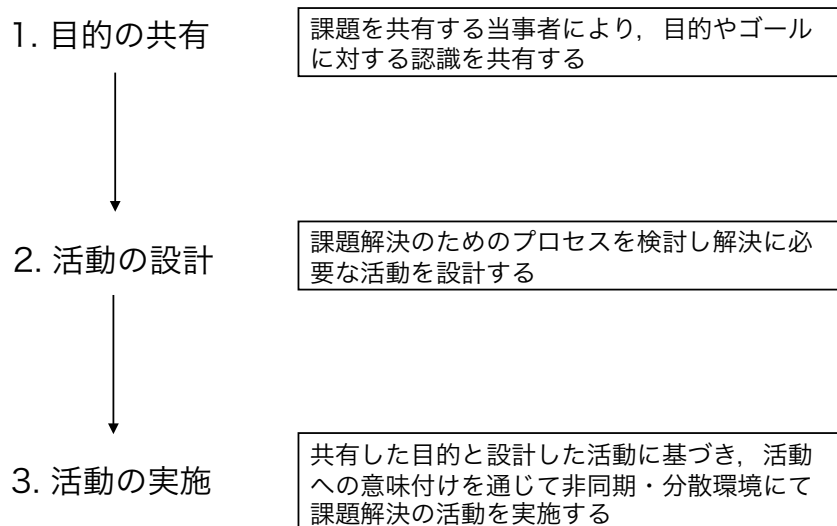 1. 目的の共有
課題を共有する当事者により，目的やゴール
に対する認識を共有する
2. 活動の設計
課題解決のためのプロセスを検討し解決に必
要な活動を設計する
3. 活動の実施
共有した目的と設計した活動に基づき，活動
への意味付けを通じて非同期・分散環境にて
課題解決の活動を実施する